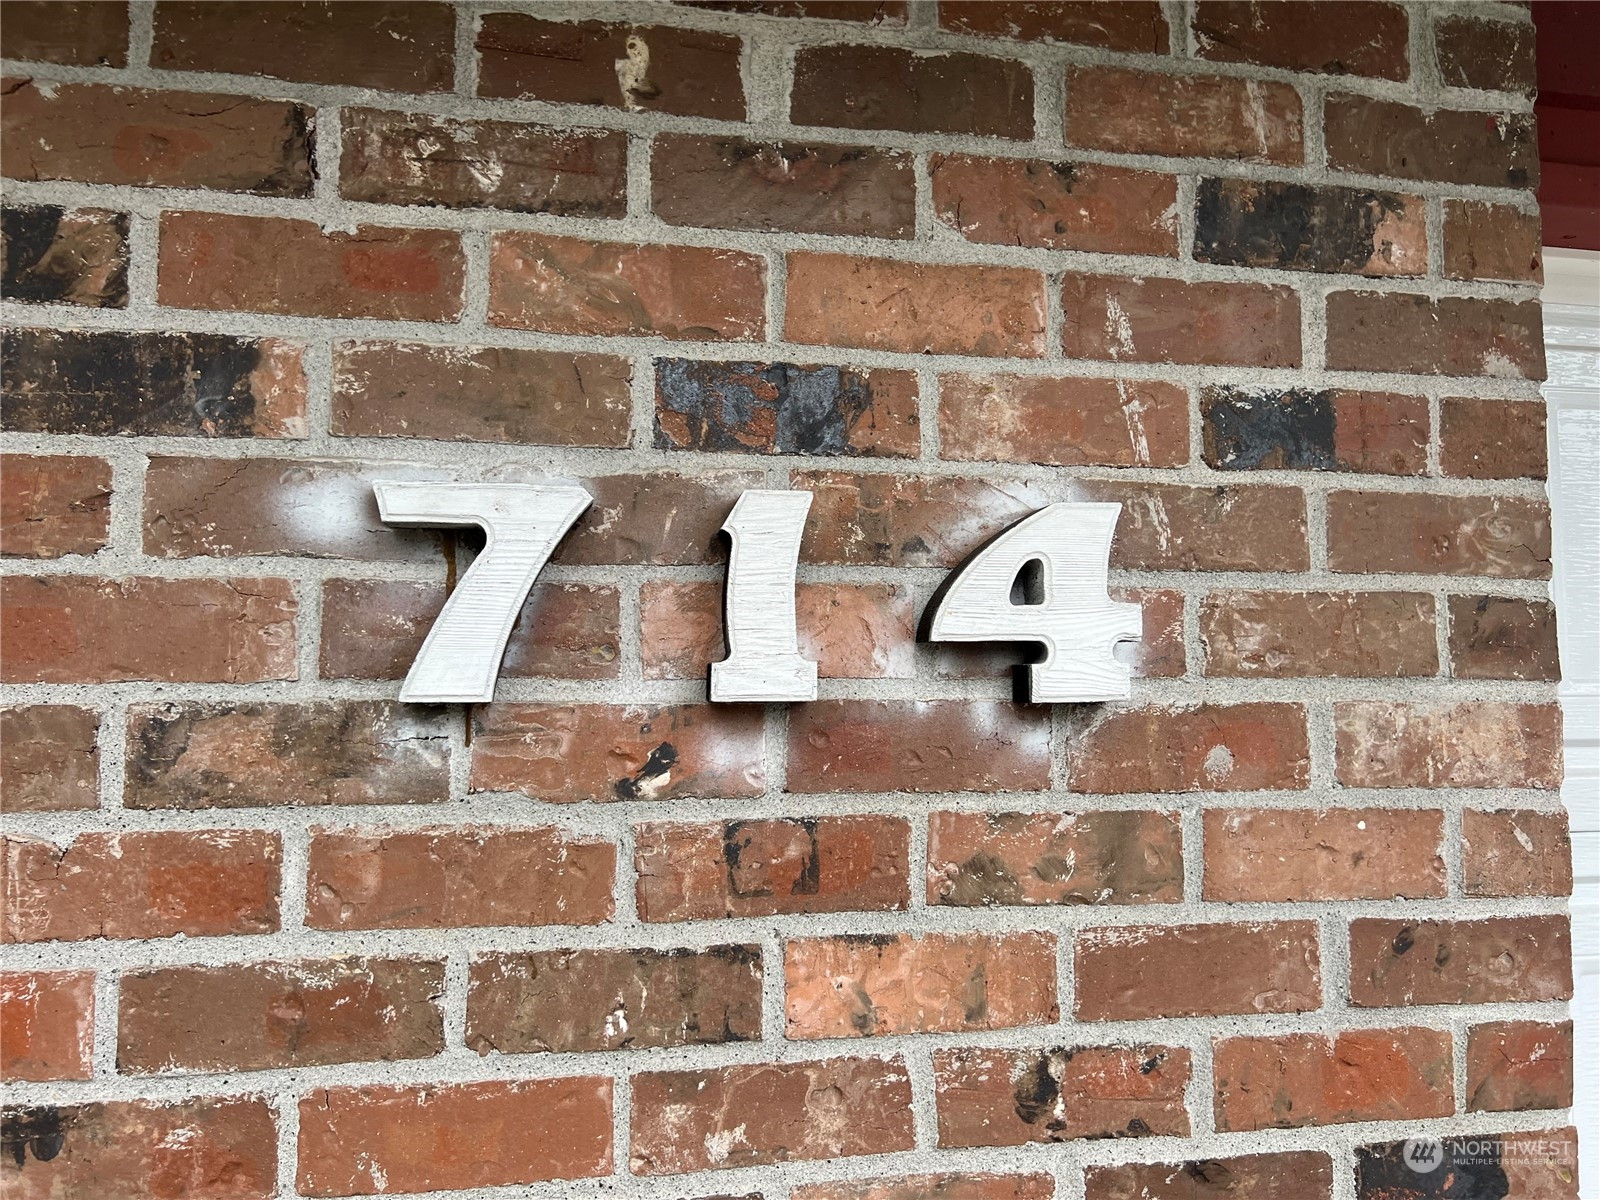 714
NORTHWEST
MULTIPLE LISTING SERVICE